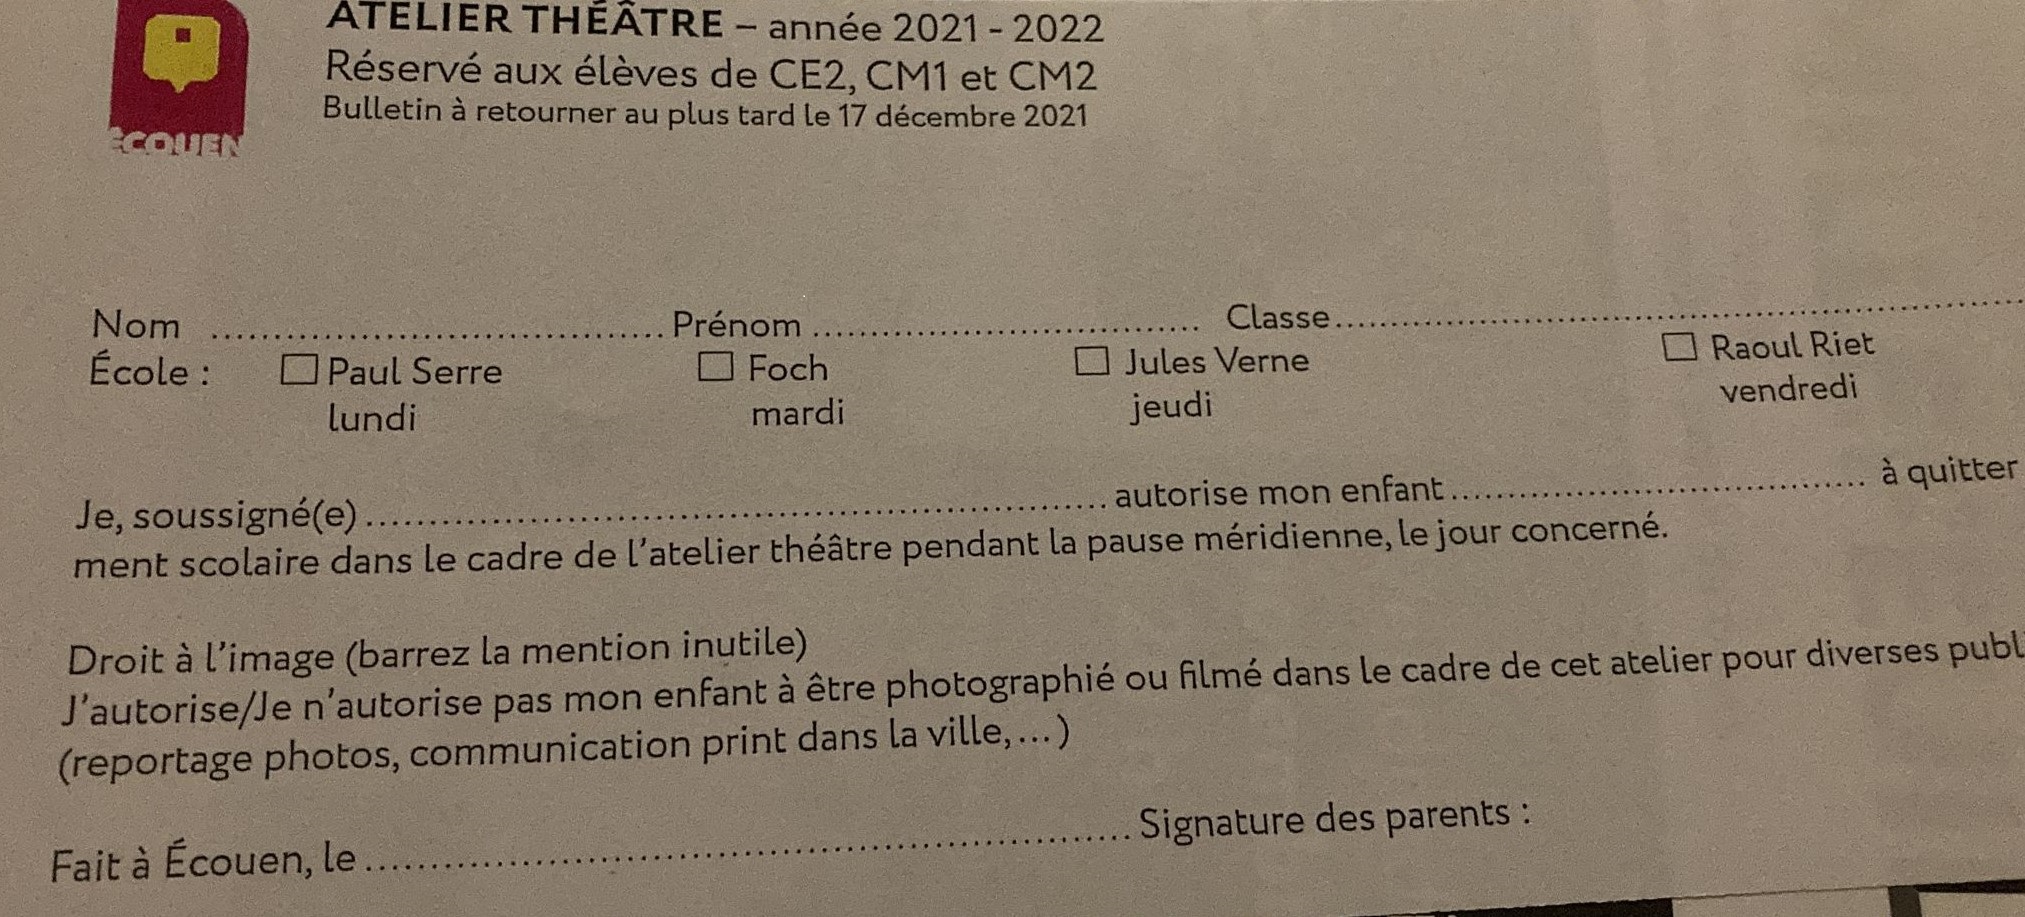 ÉCOUEN
ATELIER THÉÂTRE – année 2021 - 2022
Réservé aux élèves de CE2, CM1 et CM2
Bulletin à retourner au plus tard le 17 décembre 2021
Nom ........................................ Prénom .................................. Classe............................................................
École : ☐ Paul Serre ☐ Foch ☐ Jules Verne ☐ Raoul Riet
lundi mardi jeudi vendredi
Je, soussigné(e)................................................................. autorise mon enfant.................................... à quitter
ment scolaire dans le cadre de l'atelier théâtre pendant la pause méridienne, le jour concerné.
Droit à l'image (barrez la mention inutile)
J'autorise/Je n'autorise pas mon enfant à être photographié ou filmé dans le cadre de cet atelier pour diverses publ
(reportage photos, communication print dans la ville,...)
Fait à Écouen, le.................................................................. Signature des parents :